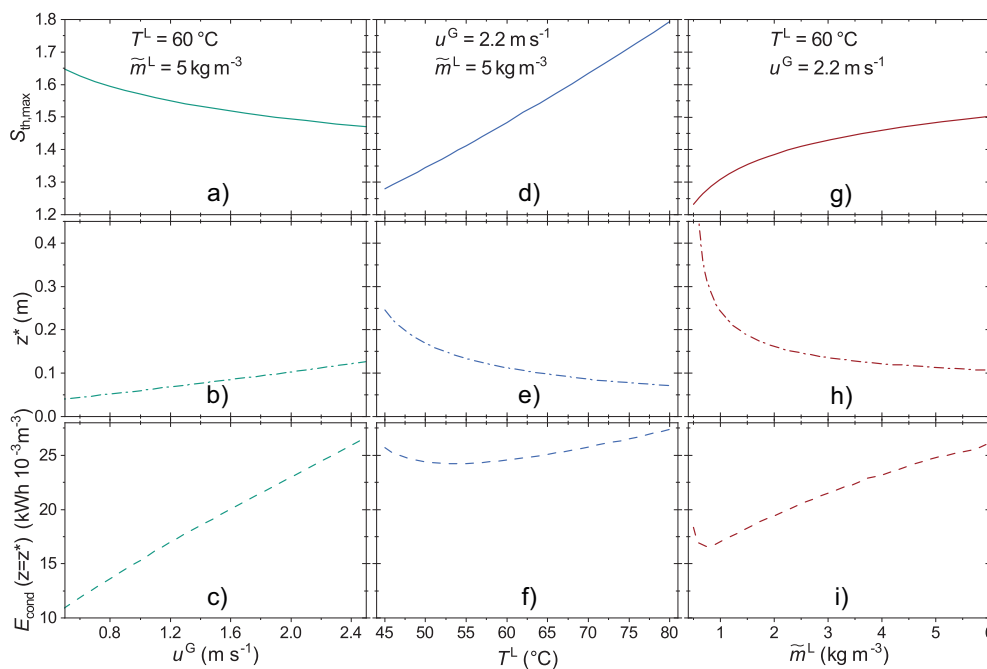 1.8
1.7
1.6
1.5
1.4
1.3
1.2
S_th,max
T^L = 60 °C
m̃^L = 5 kg m^-3
a)
u^G = 2.2 m s^-1
m̃^L = 5 kg m^-3
d)
T^L = 60 °C
u^G = 2.2 m s^-1
g)
0.4
0.3
0.2
0.1
0.0
z* (m)
b)
e)
h)
25
20
15
10
E_cond (z=z*) (kWh 10^-3 m^-3)
c)
f)
i)
0.8 1.2 1.6 2.0 2.4
u^G (m s^-1)
45 50 55 60 65 70 75 80
T^L (°C)
1 2 3 4 5 6
m̃^L (kg m^-3)